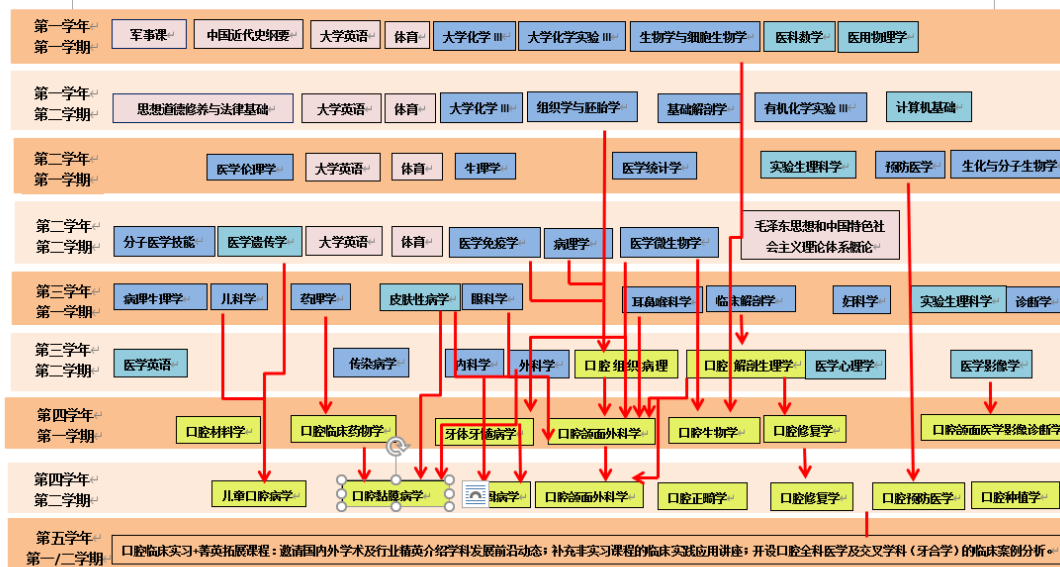 第一学年
第一学期
军事课 中国近代史纲要 大学英语 体育 大学化学 III 大学化学实验 III 生物学与细胞生物学 医科数学 医用物理学
第一学年
第二学期
思想道德修养与法律基础 大学英语 体育 大学化学 III 组织学与胚胎学 基础解剖学 有机化学实验 III 计算机基础
第二学年
第一学期
医学伦理学 大学英语 体育 生理学 医学统计学 实验生理科学 预防医学 生化与分子生物学
第二学年
第二学期
分子医学技能 医学遗传学 大学英语 体育 医学免疫学 病理学 医学微生物学 毛泽东思想和中国特色社
会主义理论体系概论
第三学年
第一学期
病理生理学 儿科学 药理学 皮肤性病学 眼科学 耳鼻喉科学 临床解剖学 妇科学 实验生理科学 诊断学
第三学年
第二学期
医学英语 传染病学 内科学 外科学 口腔 组织 病理 口腔 解剖生理学 医学心理学 医学影像学
第四学年
第一学期
口腔材料学 口腔临床药物学 牙体牙髓病学 口腔颌面外科学 口腔生物学 口腔修复学 口腔颌面医学影像诊断学
第四学年
第二学期
儿童口腔病学 口腔黏膜病学 周病学 口腔颌面外科学 口腔正畸学 口腔修复学 口腔预防医学 口腔种植学
第五学年
第一/二学期
口腔临床实习+菁英拓展课程：邀请国内外学术及行业精英介绍学科发展前沿动态；补充非实习课程的临床实践应用讲座；开设口腔全科医学及交叉学科（牙合学）的临床案例分析。